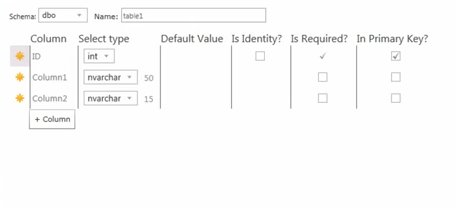 Schema: dbo Name: table1
Column Select type Default Value Is Identity? Is Required? In Primary Key?
ID int
Column1 nvarchar 50
Column2 nvarchar 15
+ Column